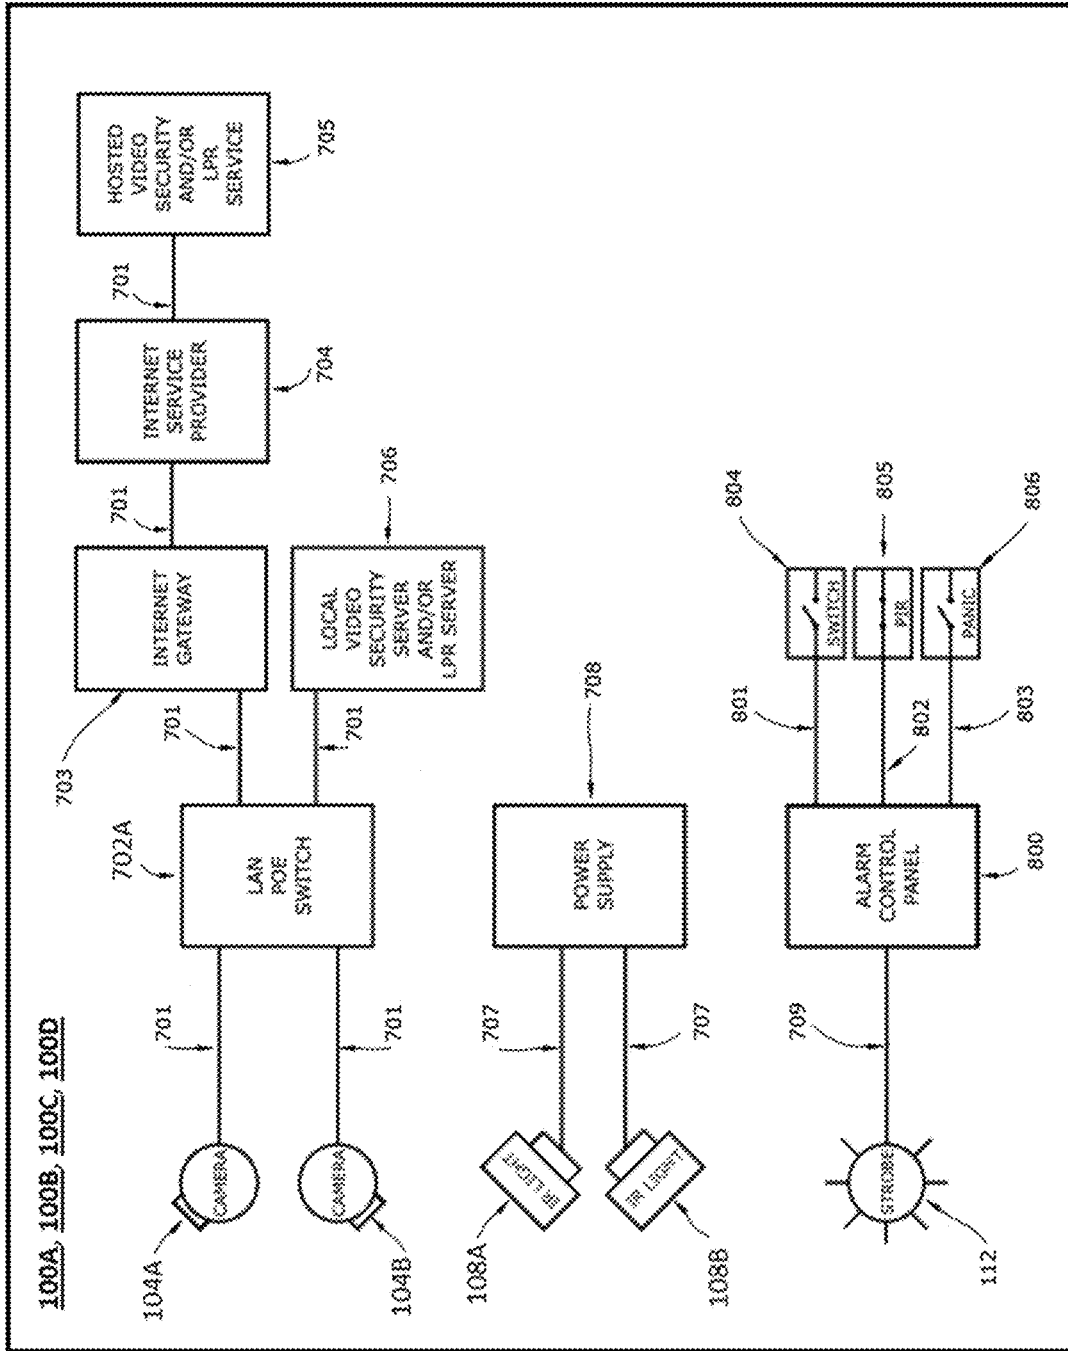 100A, 100B, 100C, 100D
104A
CAMERA
701
702A
LAN
POE
SWITCH
703
701
INTERNET
GATEWAY
701
INTERNET
SERVICE
PROVIDER
704
701
HOSTED
VIDEO
SECURITY
AND/OR
LPR
SERVICE
705
CAMERA
104B
701
701
LOCAL
VIDEO
SECURITY
SERVER
AND/OR
LPR SERVER
706
108A
IR LIGHT
707
POWER
SUPPLY
708
IR LIGHT
108B
707
STROBE
112
709
ALARM
CONTROL
PANEL
800
801
804
SWITCH
802
PIR
805
803
PANIC
806